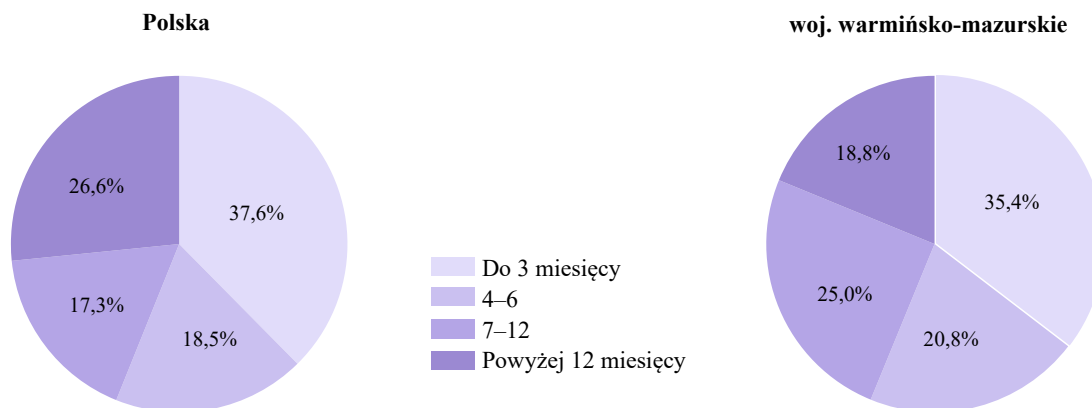 Polska
26,6%
37,6%
17,3%
18,5%
Do 3 miesięcy
4–6
7–12
Powyżej 12 miesięcy
woj. warmińsko-mazurskie
18,8%
35,4%
25,0%
20,8%